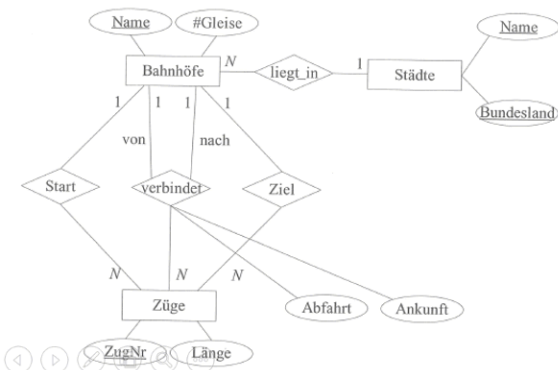 Name
#Gleise
Name
Bahnhöfe
N
liegt_in
1
Städte
Bundesland
1
1
1
1
von
nach
Start
verbindet
Ziel
N
N
N
Züge
Abfahrt
Ankunft
ZugNr
Länge